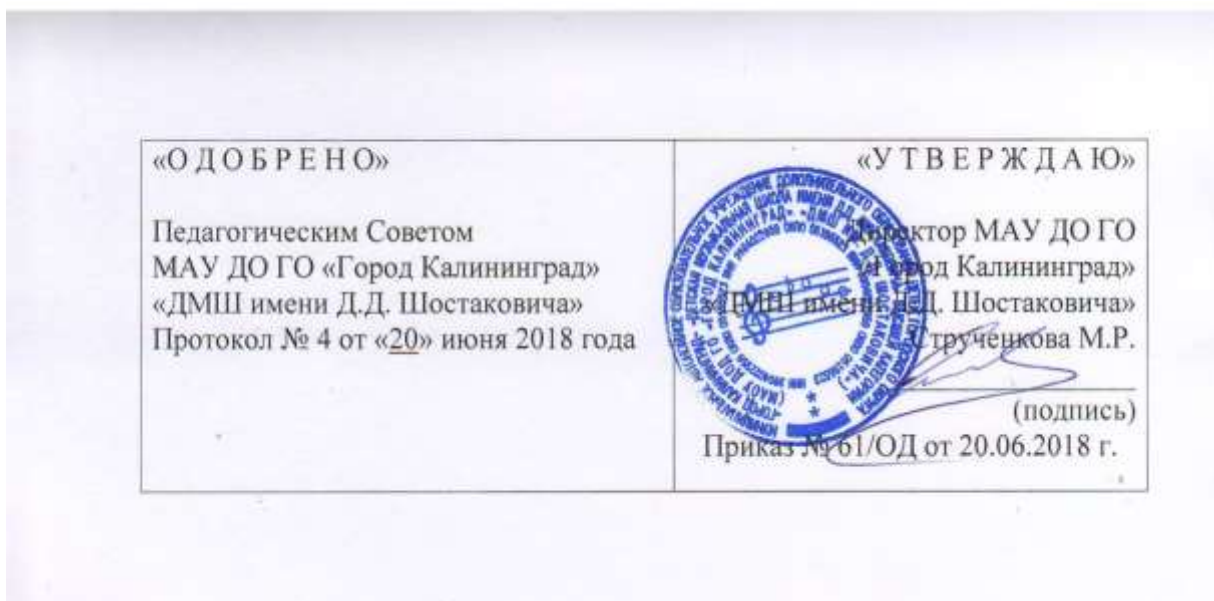 «О Д О Б Р Е Н О»
Педагогическим Советом
МАУ ДО ГО «Город Калининград»
«ДМШ имени Д.Д. Шостаковича»
Протокол № 4 от «20» июня 2018 года
«У Т В Е Р Ж Д А Ю»
Директор МАУ ДО ГО
«Город Калининград»
«ДМШ имени Д.Д. Шостаковича»
Струченкова М.Р.
(подпись)
Приказ № 61/ОД от 20.06.2018 г.